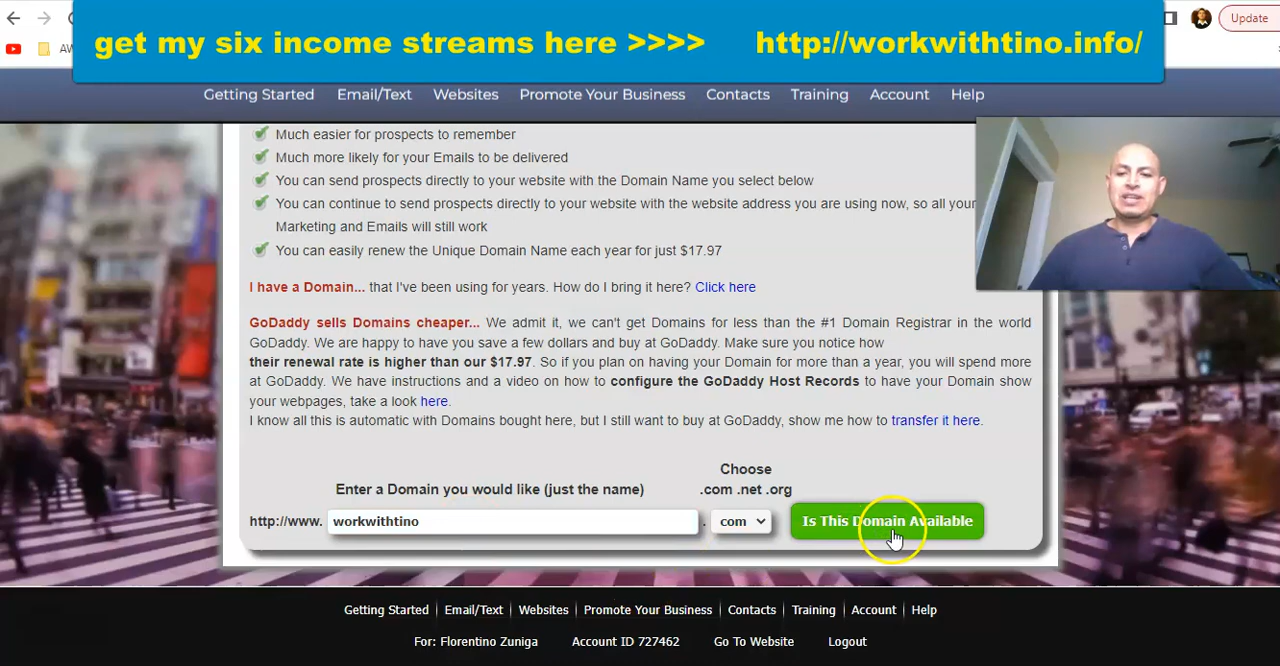 Update
AW
get my six income streams here >>>> http://workwithtino.info/
Getting Started Email/Text Websites Promote Your Business Contacts Training Account Help
Much easier for prospects to remember
Much more likely for your Emails to be delivered
You can send prospects directly to your website with the Domain Name you select below
You can continue to send prospects directly to your website with the website address you are using now, so all your
Marketing and Emails will still work
You can easily renew the Unique Domain Name each year for just $17.97
I have a Domain... that I've been using for years. How do I bring it here? Click here
GoDaddy sells Domains cheaper... We admit it, we can't get Domains for less than the #1 Domain Registrar in the world
GoDaddy. We are happy to have you save a few dollars and buy at GoDaddy. Make sure you notice how
their renewal rate is higher than our $17.97. So if you plan on having your Domain for more than a year, you will spend more
at GoDaddy. We have instructions and a video on how to configure the GoDaddy Host Records to have your Domain show
your webpages, take a look here.
I know all this is automatic with Domains bought here, but I still want to buy at GoDaddy, show me how to transfer it here.
Choose
Enter a Domain you would like (just the name) .com .net .org
http://www. workwithtino . com Is This Domain Available
Getting Started Email/Text Websites Promote Your Business Contacts Training Account Help
For: Florentino Zuniga Account ID 727462 Go To Website Logout